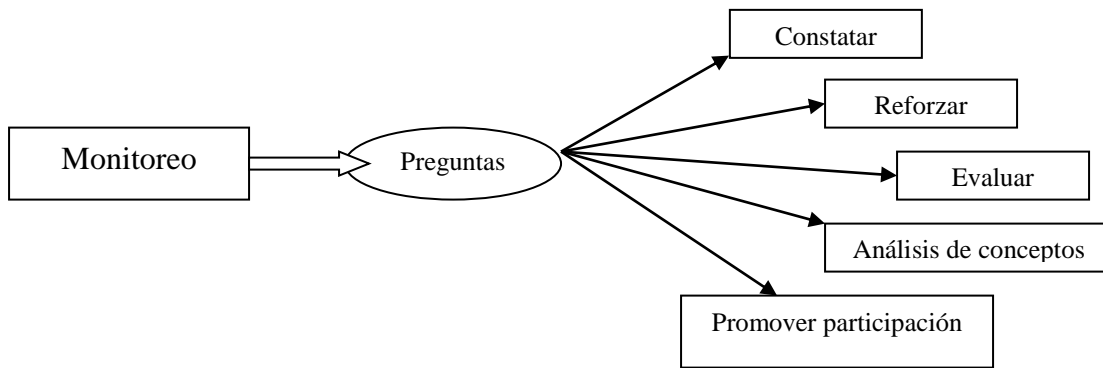 Constatar
Reforzar
Monitoreo
Preguntas
Evaluar
Análisis de conceptos
Promover participación